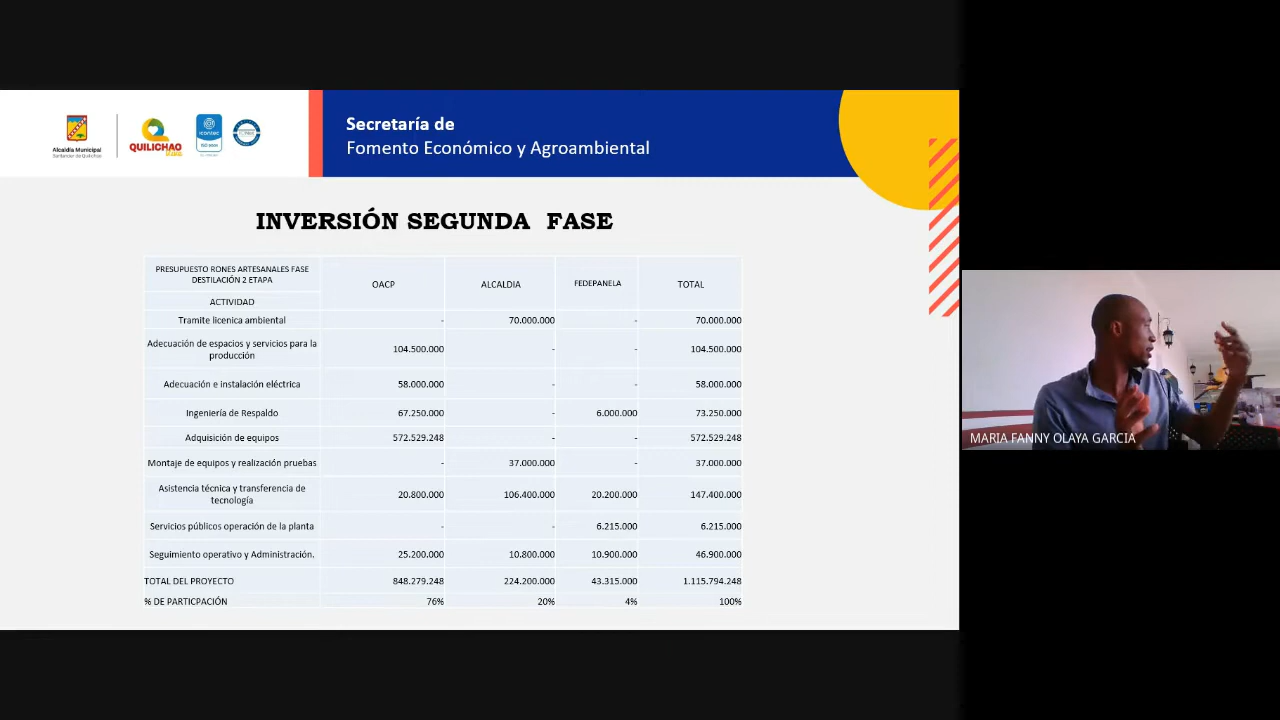 Alcaldía Municipal
Santander de Quilichao
QUILICHAO
icontec
ISO 9001
Secretaría de
Fomento Económico y Agroambiental
INVERSIÓN SEGUNDA FASE
PRESUPUESTO RONES ARTESANALES FASE
DESTILACIÓN 2 ETAPA
ACTIVIDAD
OACP ALCALDIA FEDEPANELA TOTAL
Tramite licenica ambiental - 70.000.000 - 70.000.000
Adecuación de espacios y servicios para la
producción 104.500.000 - - 104.500.000
Adecuación e instalación eléctrica 58.000.000 - - 58.000.000
Ingeniería de Respaldo 67.250.000 - 6.000.000 73.250.000
Adquisición de equipos 572.529.248 - - 572.529.248
Montaje de equipos y realización pruebas - 37.000.000 - 37.000.000
Asistencia técnica y transferencia de
tecnología 20.800.000 106.400.000 20.200.000 147.400.000
Servicios públicos operación de la planta - - 6.215.000 6.215.000
Seguimiento operativo y Administración. 25.200.000 10.800.000 10.900.000 46.900.000
TOTAL DEL PROYECTO 848.279.248 224.200.000 43.315.000 1.115.794.248
% DE PARTICPACIÓN 76% 20% 4% 100%
MARIA FANNY OLAYA GARCIA